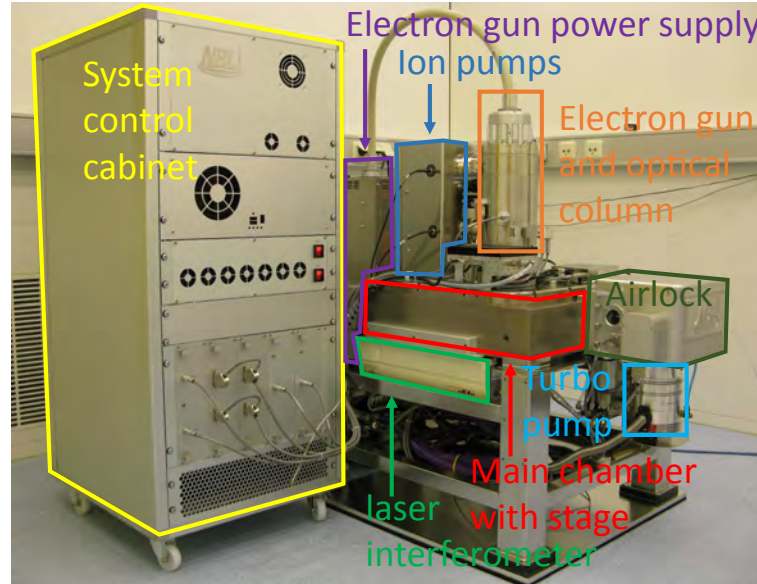 Electron gun power supply
Ion pumps
System
control
cabinet
Electron gun
and optical
column
Airlock
Turbo
pump
Main chamber
with stage
laser
interferometer